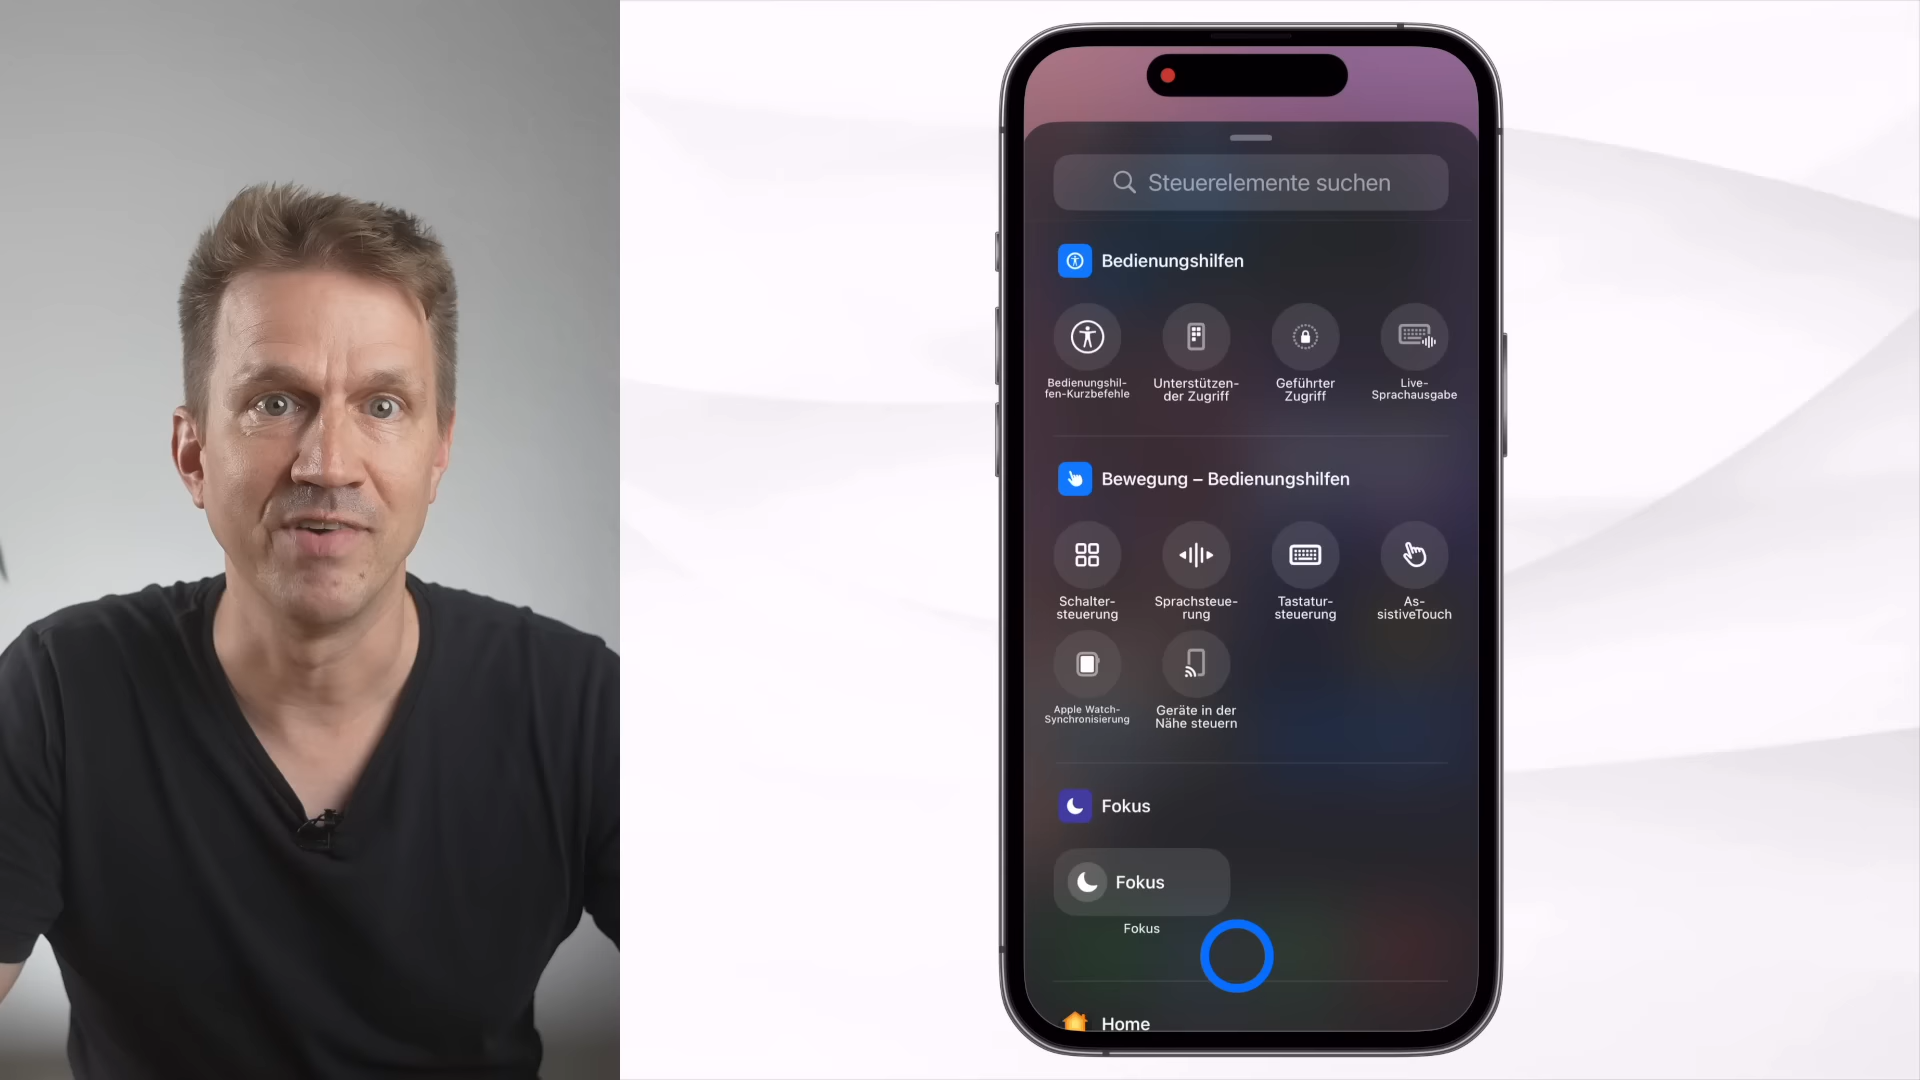 Steuerelemente suchen
Bedienungshilfen
Bedienungshil-
fen-Kurzbefehle
Unterstützen-
der Zugriff
Geführter
Zugriff
Live-
Sprachausgabe
Bewegung – Bedienungshilfen
Schalter-
steuerung
Sprachsteue-
rung
Tastatur-
steuerung
As-
sistiveTouch
Apple Watch-
Synchronisierung
Geräte in der
Nähe steuern
Fokus
Fokus
Fokus
Home